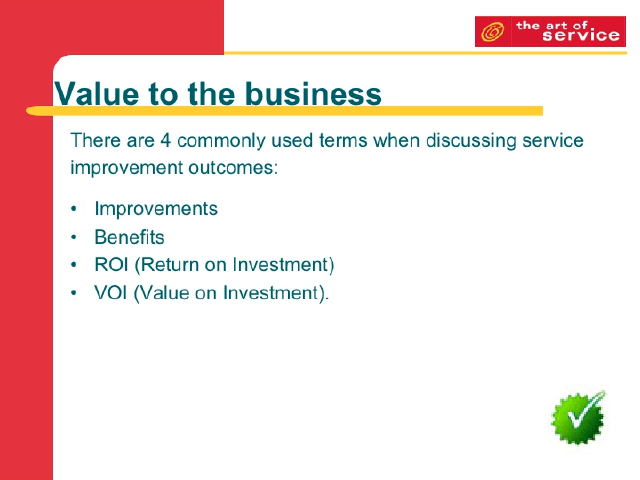 the art of
service
Value to the business
There are 4 commonly used terms when discussing service
improvement outcomes:
• Improvements
• Benefits
• ROI (Return on Investment)
• VOI (Value on Investment).